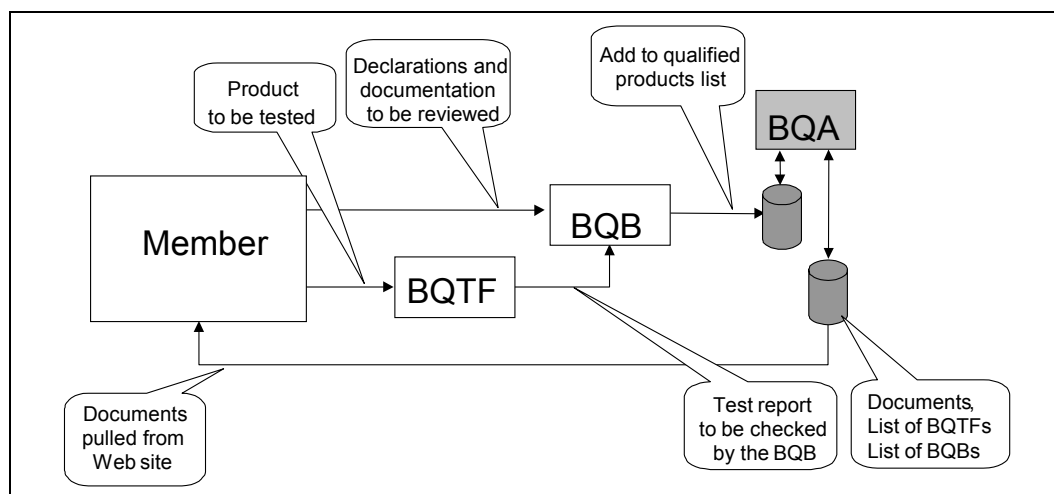 Product
to be tested
Declarations and
documentation
to be reviewed
Add to qualified
products list
BQA
Member
BQB
BQTF
Documents
pulled from
Web site
Test report
to be checked
by the BQB
Documents,
List of BQTFs
List of BQBs